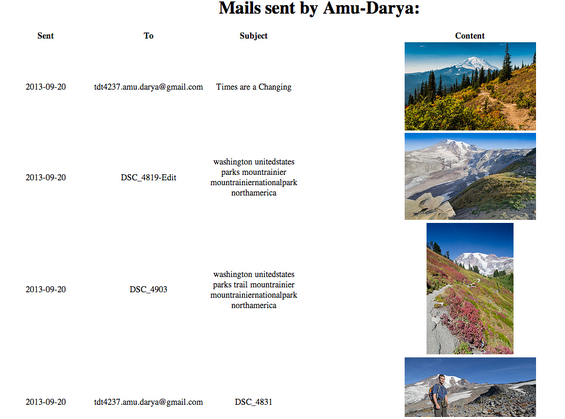 Mails sent by Amu-Darya:
Sent To Subject Content
2013-09-20 tdt4237.amu.darya@gmail.com Times are a Changing
2013-09-20 DSC_4819-Edit washington unitedstates
parks mountrainier
mountrainiernationalpark
northamerica
2013-09-20 DSC_4903 washington unitedstates
parks trail mountrainier
mountrainiernationalpark
northamerica
2013-09-20 tdt4237.amu.darya@gmail.com DSC_4831